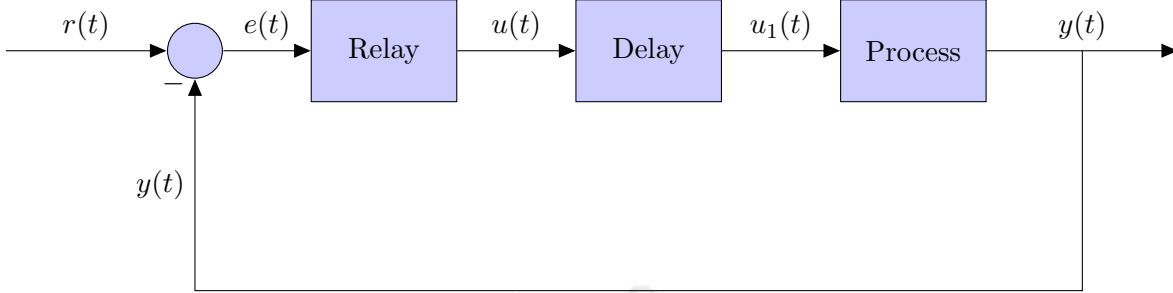 r(t) e(t) Relay u(t) Delay u₁(t) Process y(t)
−
y(t)